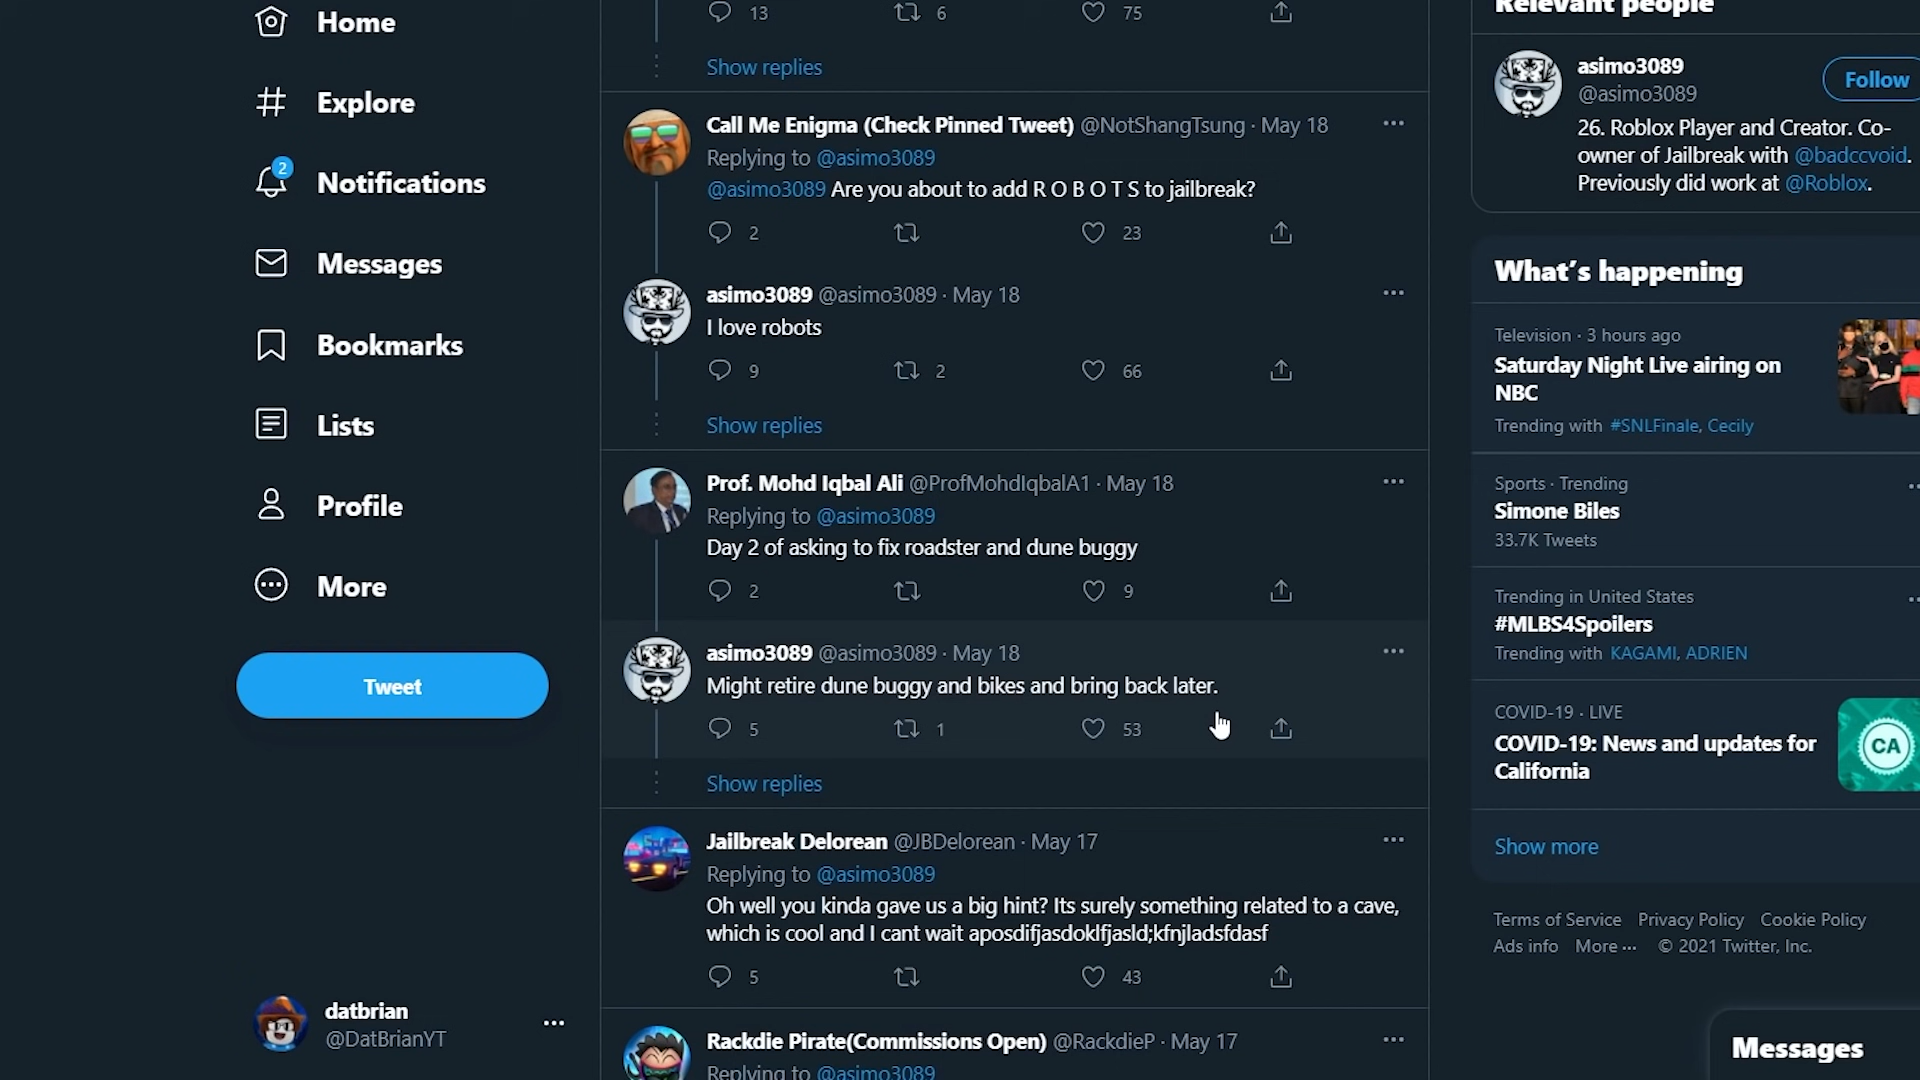 Home
Explore
2
Notifications
Messages
Bookmarks
Lists
Profile
More
Tweet
datbrian
@DatBrianYT
13 6 75
Show replies
Call Me Enigma (Check Pinned Tweet) @NotShangTsung · May 18
Replying to @asimo3089
@asimo3089 Are you about to add R O B O T S to jailbreak?
2 23
asimo3089 @asimo3089 · May 18
I love robots
9 2 66
Show replies
Prof. Mohd Iqbal Ali @ProfMohdIqbalA1 · May 18
Replying to @asimo3089
Day 2 of asking to fix roadster and dune buggy
2 9
asimo3089 @asimo3089 · May 18
Might retire dune buggy and bikes and bring back later.
5 1 53
Show replies
Jailbreak Delorean @JBDelorean · May 17
Replying to @asimo3089
Oh well you kinda gave us a big hint? Its surely something related to a cave,
which is cool and I cant wait aposdifjasdoklfjasld;kfnjladsfdasf
5 43
Rackdie Pirate(Commissions Open) @RackdieP · May 17
Replying to @asimo3089
Relevant people
asimo3089
@asimo3089
Follow
26. Roblox Player and Creator. Co-
owner of Jailbreak with @badccvoid.
Previously did work at @Roblox.
What's happening
Television · 3 hours ago
Saturday Night Live airing on
NBC
Trending with #SNLFinale, Cecily
Sports · Trending
Simone Biles
33.7K Tweets
Trending in United States
#MLBS4Spoilers
Trending with KAGAMI, ADRIEN
COVID-19 · LIVE
COVID-19: News and updates for
California
CA
Show more
Terms of Service Privacy Policy Cookie Policy
Ads info More ··· © 2021 Twitter, Inc.
Messages